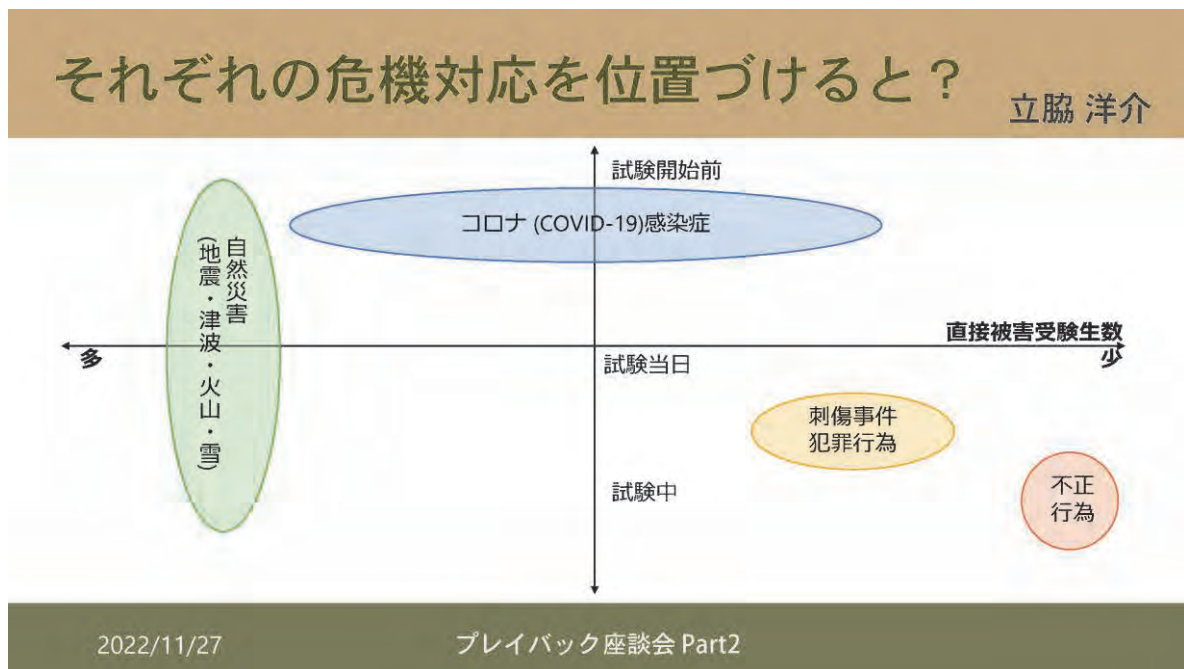 それぞれの危機対応を位置づけると？
立脇 洋介
試験開始前
コロナ (COVID-19)感染症
自然災害
(地震・津波・火山・雪)
直接被害受験生数
多
少
試験当日
刺傷事件
犯罪行為
試験中
不正
行為
2022/11/27
プレイバック座談会 Part2